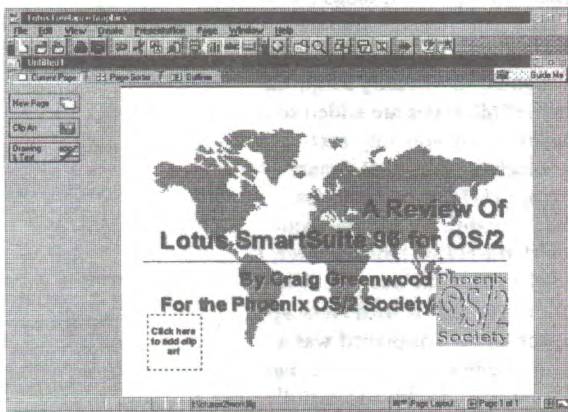 Lotus Freelance Graphics
File Edit View Create Presentation Page Window Help
Untitled1
Current Page Page Sorter Outliner
Guide Me
New Page
Clip Art
Drawing
& Text
A Review Of
Lotus SmartSuite 96 for OS/2
By Craig Greenwood
For the Phoenix OS/2 Society
Phoenix
OS/2
Society
Click here
to add clip
art
Page Layout Page 1 of 1